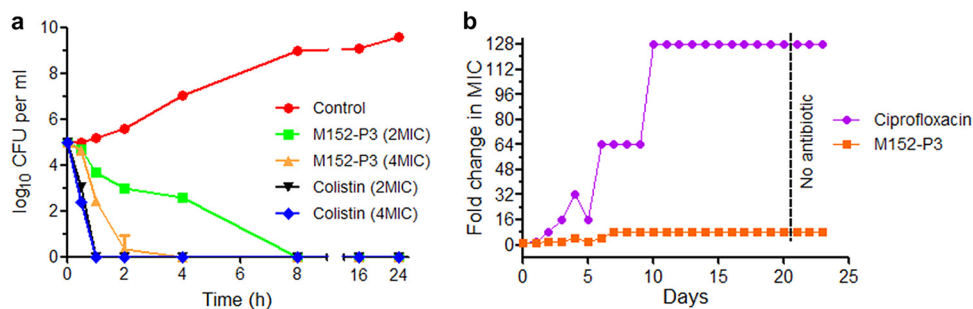 a
log₁₀ CFU per ml
10
8
6
4
2
0
0 2 4 6 8 16 24
Time (h)
Control
M152-P3 (2MIC)
M152-P3 (4MIC)
Colistin (2MIC)
Colistin (4MIC)
b
Fold change in MIC
128
112
96
80
64
48
32
16
0
0 5 10 15 20 25
Days
No antibiotic
Ciprofloxacin
M152-P3